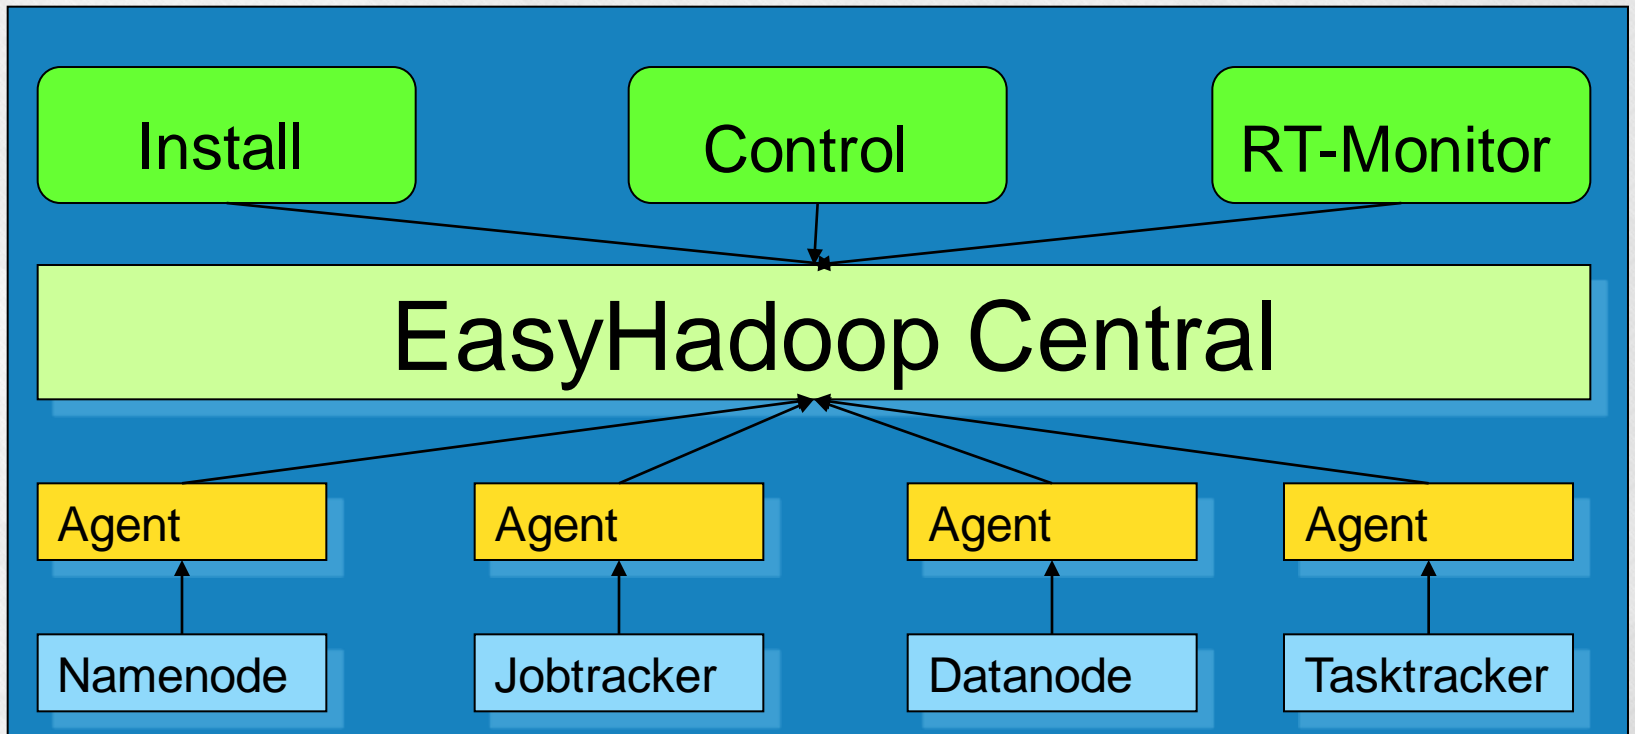 Install
Control
RT-Monitor
EasyHadoop Central
Agent
Agent
Agent
Agent
Namenode
Jobtracker
Datanode
Tasktracker